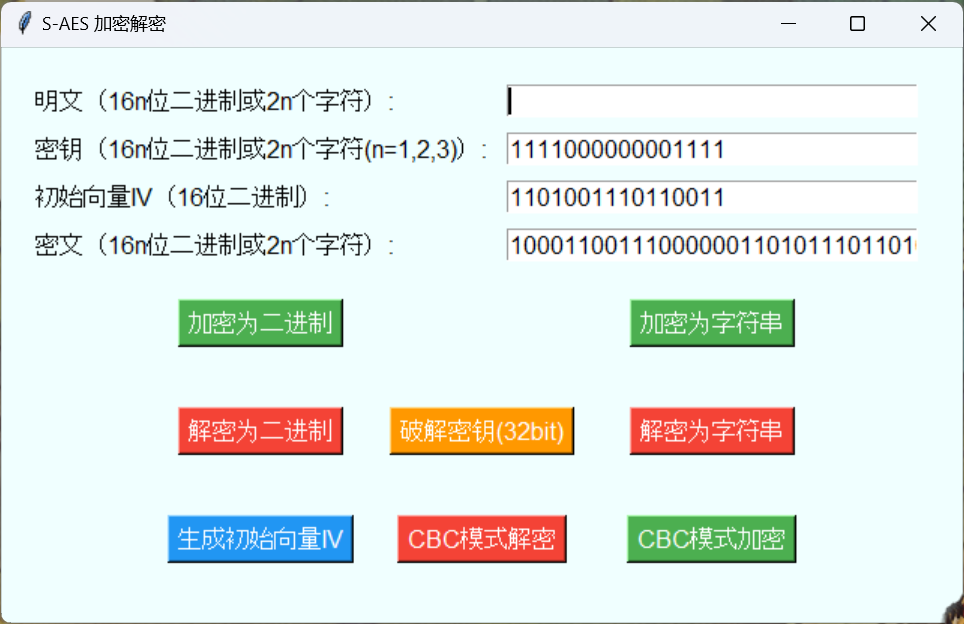 S-AES 加密解密
明文（16n位二进制或2n个字符）:
密钥（16n位二进制或2n个字符(n=1,2,3)）: 1111000000001111
初始向量IV（16位二进制）: 1101001110110011
密文（16n位二进制或2n个字符）: 1000110011100000011010111011010
加密为二进制 加密为字符串
解密为二进制 破解密钥(32bit) 解密为字符串
生成初始向量IV CBC模式解密 CBC模式加密